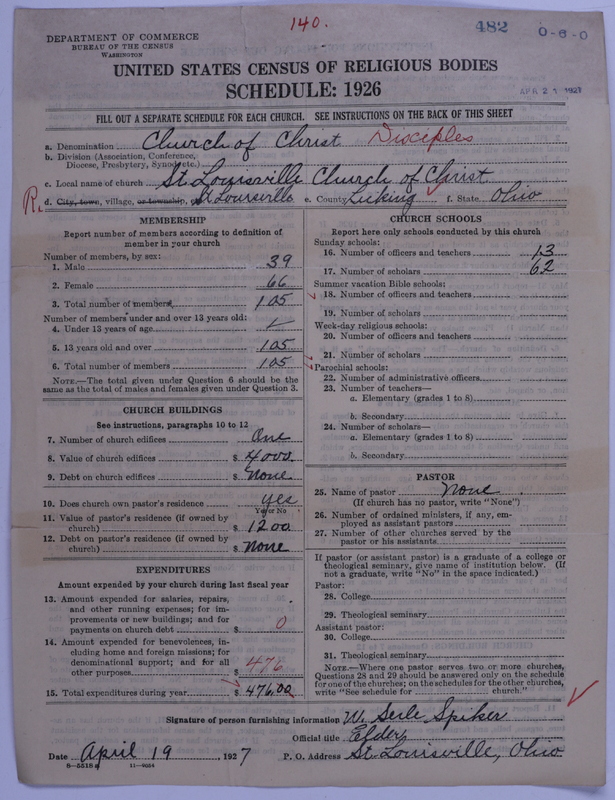 140.
482
0-6-0
DEPARTMENT OF COMMERCE
BUREAU OF THE CENSUS
WASHINGTON
UNITED STATES CENSUS OF RELIGIOUS BODIES
SCHEDULE: 1926
APR 21 1927
FILL OUT A SEPARATE SCHEDULE FOR EACH CHURCH. SEE INSTRUCTIONS ON THE BACK OF THIS SHEET
a. Denomination Church of Christ Disciples
b. Division (Association, Conference,
Diocese, Presbytery, Synod, etc.)
c. Local name of church St Louisville Church of Christ
R. d. City, town, village, or township, St Louisville e. County Licking f. State Ohio
MEMBERSHIP
Report number of members according to definition of
member in your church
Number of members, by sex:
1. Male 39
2. Female 66
3. Total number of members 105
Number of members under and over 13 years old:
4. Under 13 years of age
5. 13 years old and over 105
6. Total number of members 105
NOTE.—The total given under Question 6 should be the
same as the total of males and females given under Question 3.
CHURCH BUILDINGS
See instructions, paragraphs 10 to 12
7. Number of church edifices One
8. Value of church edifices $ 4000
9. Debt on church edifices $ None
10. Does church own pastor's residence yes
Yes or No
11. Value of pastor's residence (if owned by
church) $ 1200
12. Debt on pastor's residence (if owned by
church) $ None
EXPENDITURES
Amount expended by your church during last fiscal year
13. Amount expended for salaries, repairs,
and other running expenses; for im-
provements or new buildings; and for
payments on church debt $ 0
14. Amount expended for benevolences, in-
cluding home and foreign missions; for
denominational support; and for all
other purposes $ 476
15. Total expenditures during year $ 476.00
CHURCH SCHOOLS
Report here only schools conducted by this church
Sunday schools:
16. Number of officers and teachers 13
17. Number of scholars 62
Summer vacation Bible schools:
18. Number of officers and teachers
19. Number of scholars
Week-day religious schools:
20. Number of officers and teachers
21. Number of scholars
Parochial schools:
22. Number of administrative officers
23. Number of teachers—
a. Elementary (grades 1 to 8)
b. Secondary
24. Number of scholars—
a. Elementary (grades 1 to 8)
b. Secondary
PASTOR
25. Name of pastor None
(If church has no pastor, write "None")
26. Number of ordained ministers, if any, em-
ployed as assistant pastors
27. Number of other churches served by the
pastor or his assistants
If pastor (or assistant pastor) is a graduate of a college or
theological seminary, give name of institution below. (If
not a graduate, write "No" in the space indicated.)
Pastor:
28. College
29. Theological seminary
Assistant pastor:
30. College
31. Theological seminary
NOTE.—Where one pastor serves two or more churches,
Questions 28 and 29 should be answered only on the schedule
for one of the churches; on the schedules for the other churches,
write "See schedule for church."
Signature of person furnishing information W. Serle Spiker
Official title Elder
Date April 19 1927 P. O. Address St. Louisville, Ohio
8—5518a 11—9054